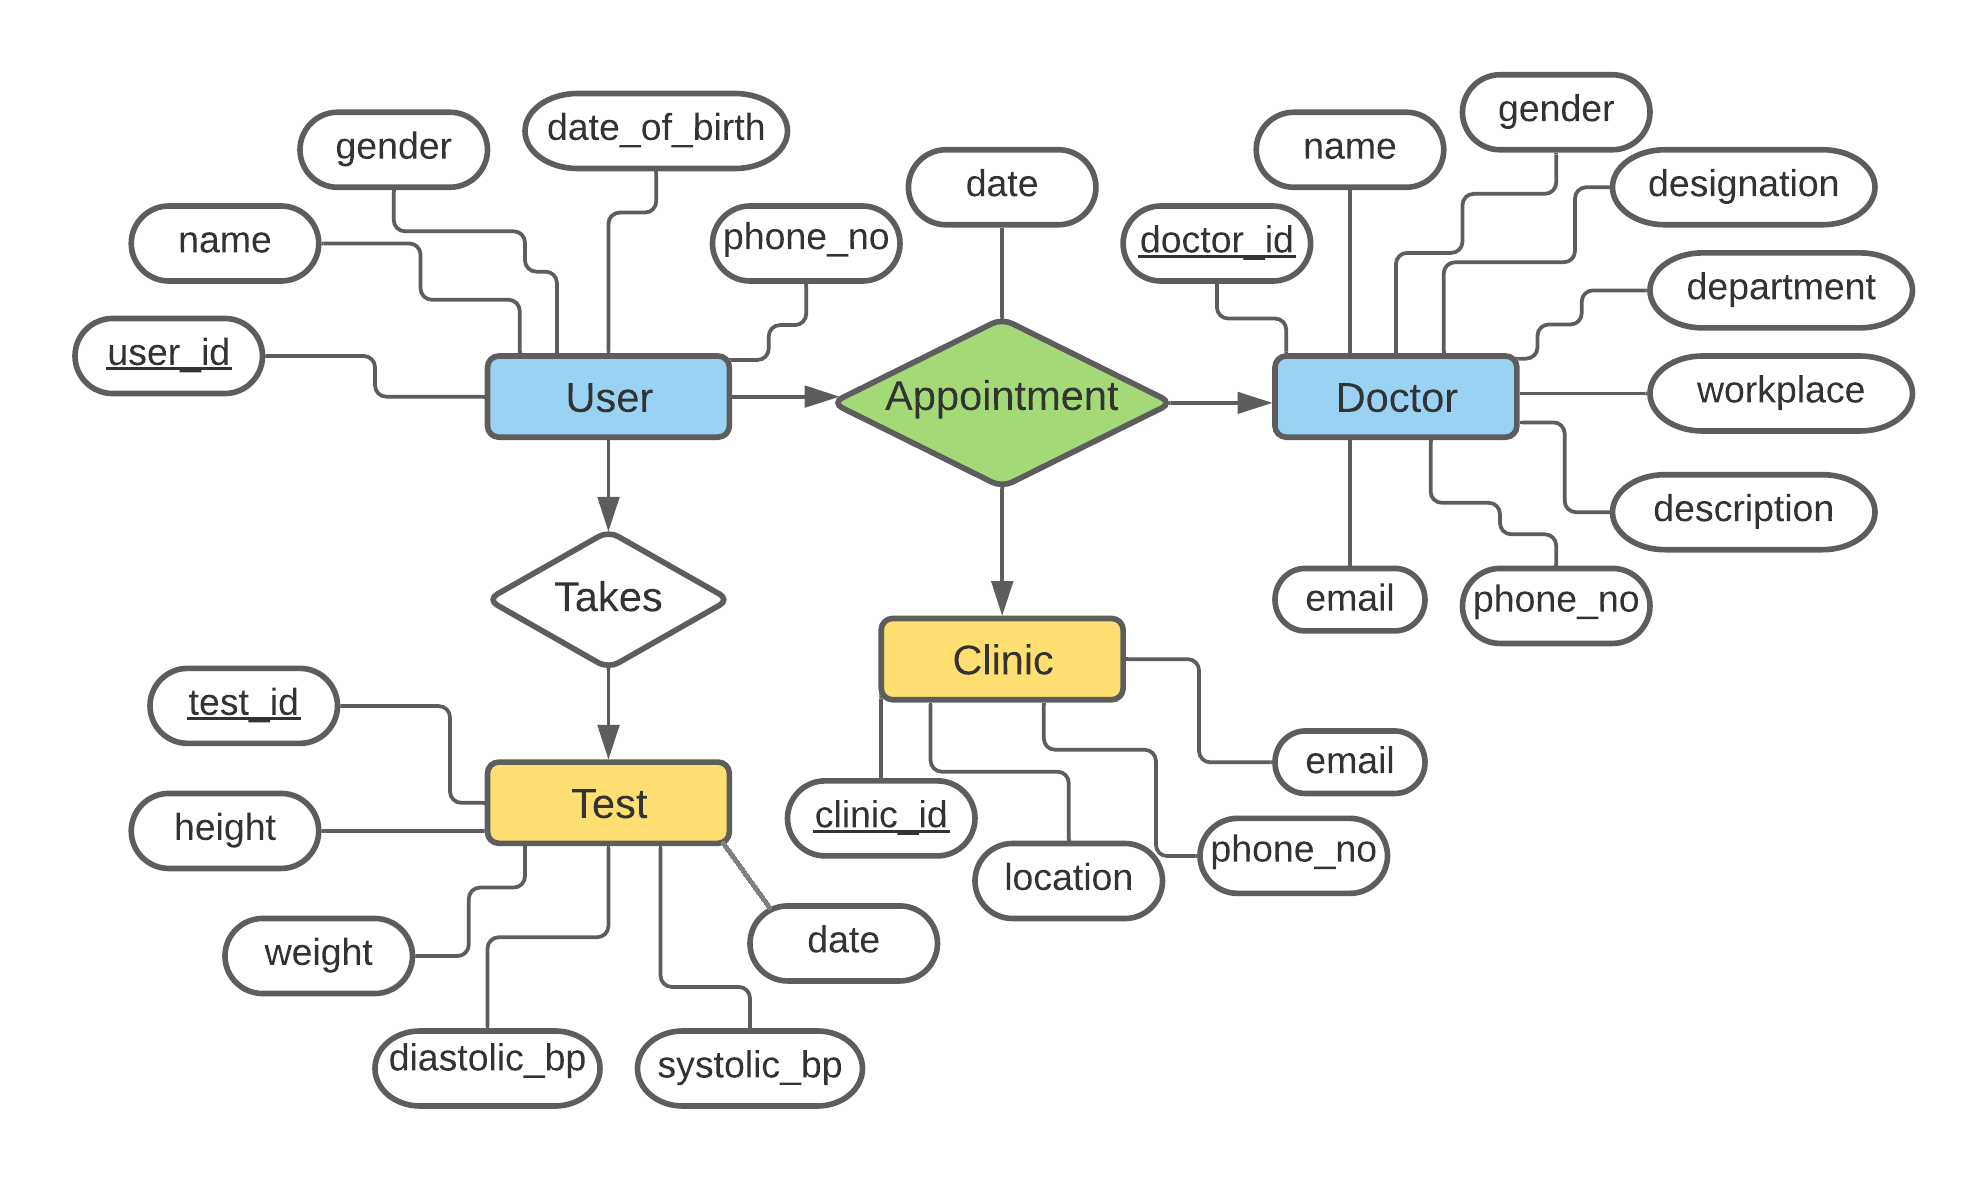 gender
date_of_birth
name
phone_no
user_id
User
date
Appointment
doctor_id
name
gender
designation
department
workplace
description
Doctor
email
phone_no
Takes
Clinic
clinic_id
location
phone_no
email
test_id
height
Test
weight
date
diastolic_bp
systolic_bp